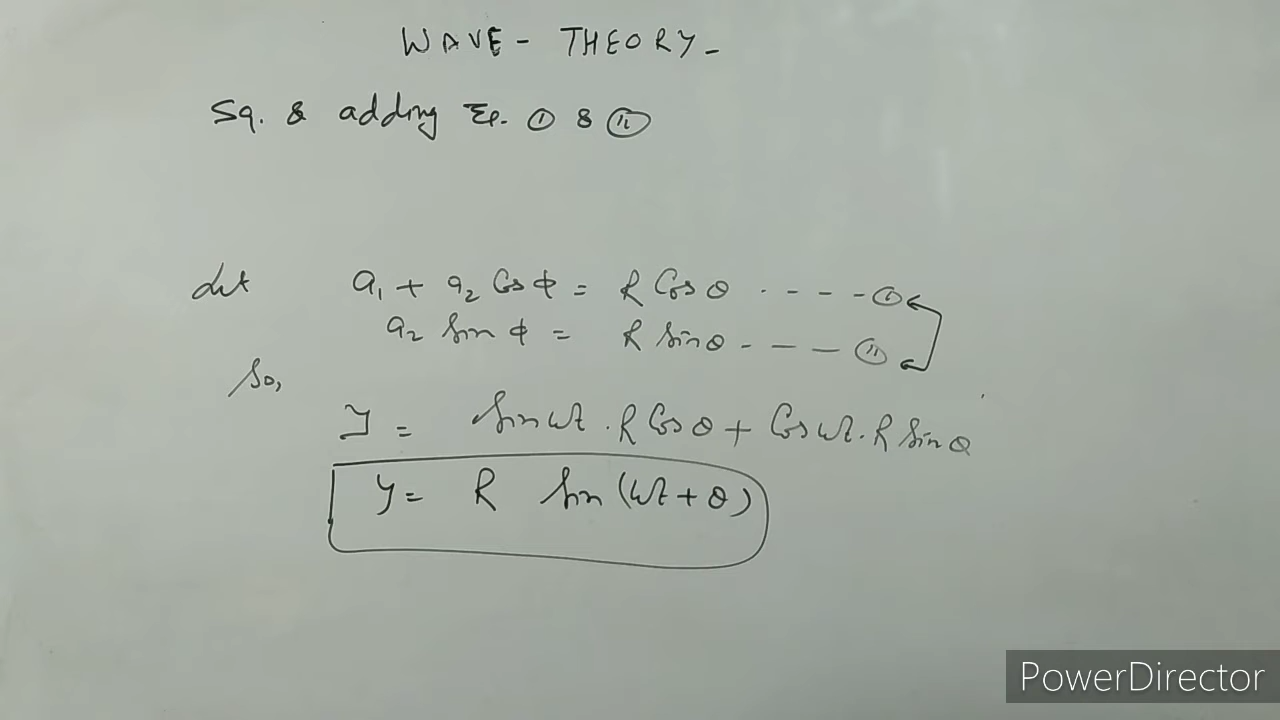 WAVE - THEORY -
Sq. & adding Eq. ① & ⑪
Let a₁ + a₂ Cos ϕ = R Cos θ . - - - - ①
a₂ Sin ϕ = R Sin θ - - - ⑪
So,
y = Sin ωt . R Cos θ + Cos ωt . R Sin θ
y = R Sin (ωt + θ)
PowerDirector